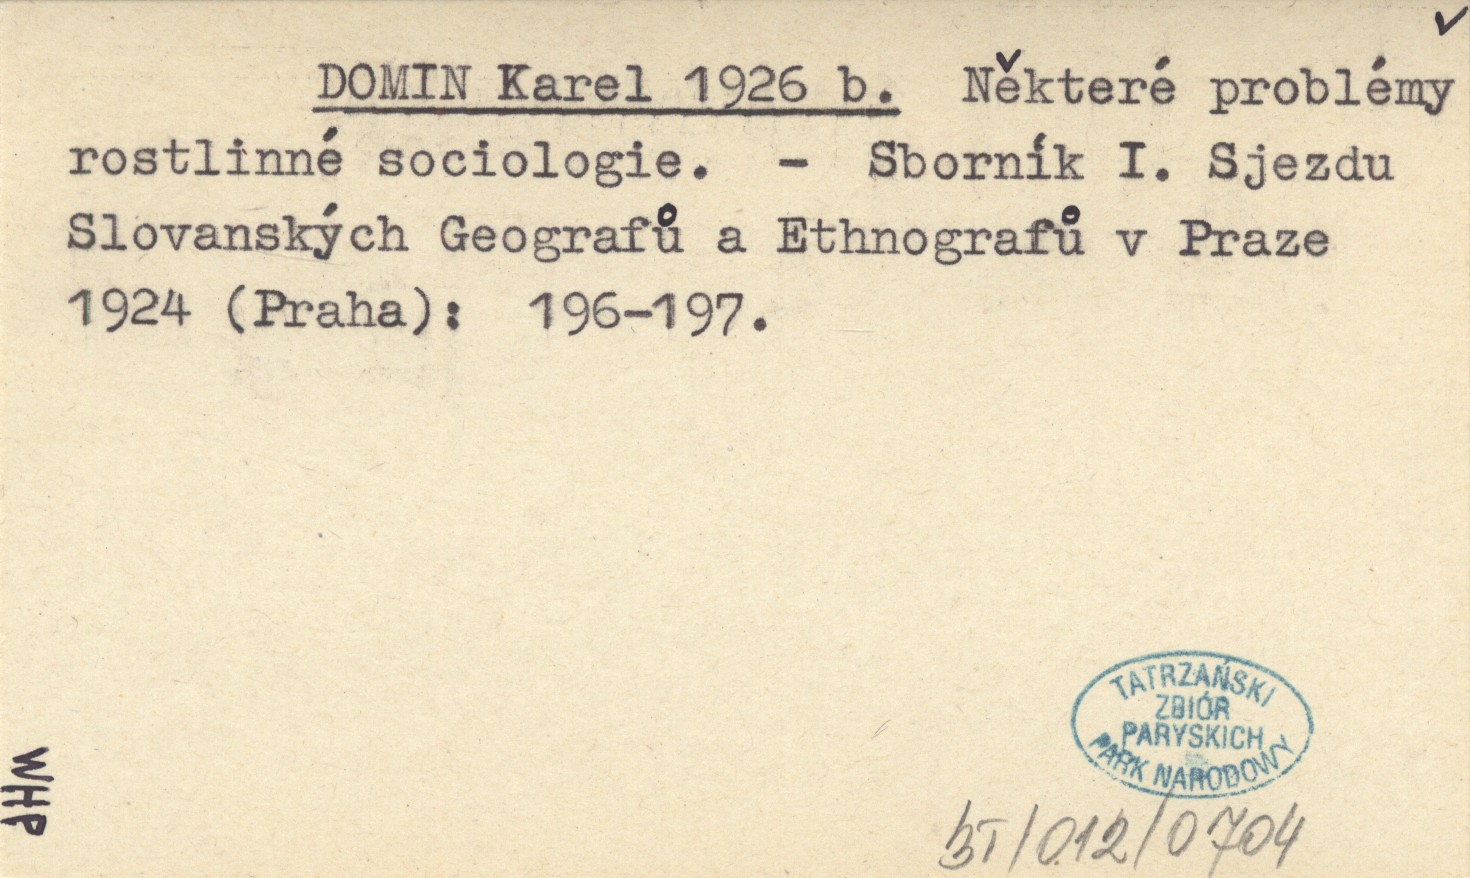 DOMIN Karel 1926 b. Některé problémy
rostlinné sociologie. - Sborník I. Sjezdu
Slovanských Geografů a Ethnografů v Praze
1924 (Praha): 196-197.
TATRZAŃSKI
ZBIÓR
PARYSKICH
PARK NARODOWY
WHP
BT/012/0704